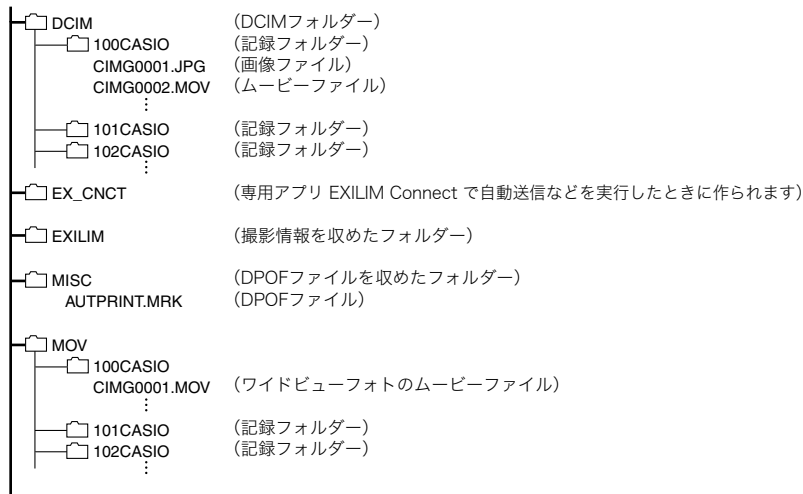 DCIM （DCIMフォルダー）
100CASIO （記録フォルダー）
CIMG0001.JPG （画像ファイル）
CIMG0002.MOV （ムービーファイル）
⋮
101CASIO （記録フォルダー）
102CASIO （記録フォルダー）
⋮
EX_CNCT （専用アプリ EXILIM Connect で自動送信などを実行したときに作られます）
EXILIM （撮影情報を収めたフォルダー）
MISC （DPOFファイルを収めたフォルダー）
AUTPRINT.MRK （DPOFファイル）
MOV
100CASIO
CIMG0001.MOV （ワイドビューフォトのムービーファイル）
⋮
101CASIO （記録フォルダー）
102CASIO （記録フォルダー）
⋮